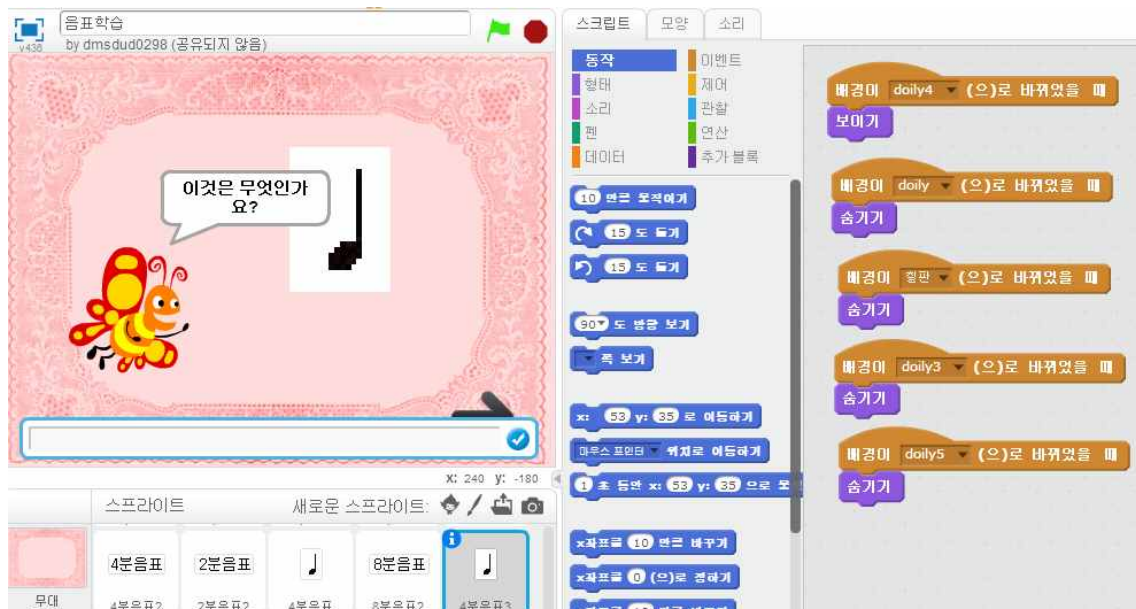 음표학습
v438
by dmsdud0298 (공유되지 않음)
이것은 무엇인가
요?
x: 240 y: -180
스프라이트 새로운 스프라이트:
무대
4분음표
2분음표
8분음표
4분음표2
2분음표2
4분음표
8분음표2
4분음표3
스크립트 모양 소리
동작 이벤트
형태 제어
소리 관찰
펜 연산
데이터 추가 블록
10 만큼 움직이기
15 도 돌기
15 도 돌기
90 도 방향 보기
쪽 보기
x: 53 y: 35 로 이동하기
마우스 포인터 위치로 이동하기
1 초 동안 x: 53 y: 35 으로 움
x좌표를 10 만큼 바꾸기
x좌표를 0 (으)로 정하기
배경이 doily4 (으)로 바뀌었을 때
보이기
배경이 doily (으)로 바뀌었을 때
숨기기
배경이 횔판 (으)로 바뀌었을 때
숨기기
배경이 doily3 (으)로 바뀌었을 때
숨기기
배경이 doily5 (으)로 바뀌었을 때
숨기기